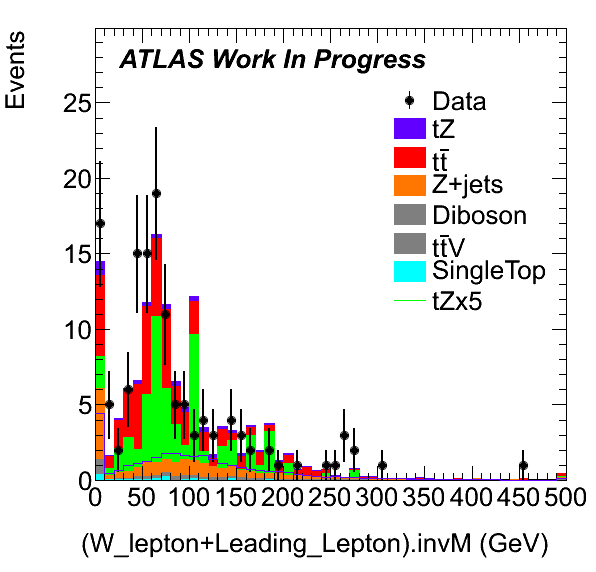 Events
ATLAS Work In Progress
25
20
15
10
5
0
Data
tZ
tt̄
Z+jets
Diboson
tt̄V
SingleTop
tZx5
0 50 100 150 200 250 300 350 400 450 500
(W_lepton+Leading_Lepton).invM (GeV)